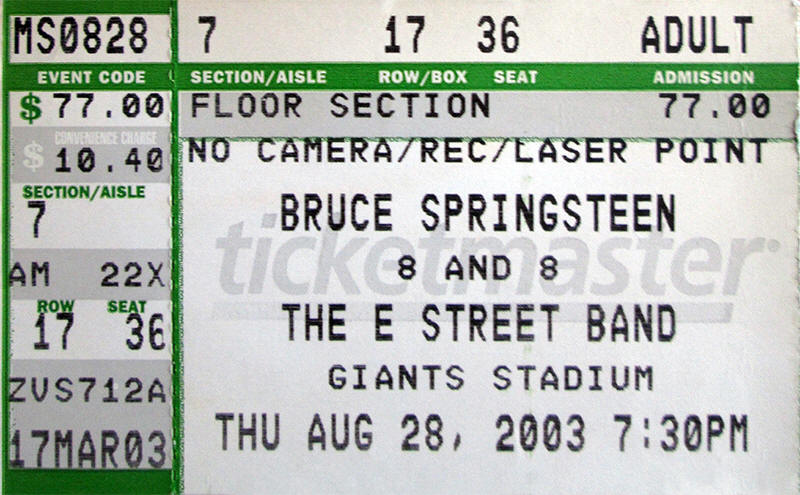 MS0828
EVENT CODE
$ 77.00
CONVENIENCE CHARGE
$ 10.40
SECTION/AISLE
7
AM 22X
ROW SEAT
17 36
ZVS712A
17MAR03
7 17 36 ADULT
SECTION/AISLE ROW/BOX SEAT ADMISSION
FLOOR SECTION 77.00
NO CAMERA/REC/LASER POINT
BRUCE SPRINGSTEEN
ticketmaster®
8 AND 8
THE E STREET BAND
GIANTS STADIUM
THU AUG 28, 2003 7:30PM